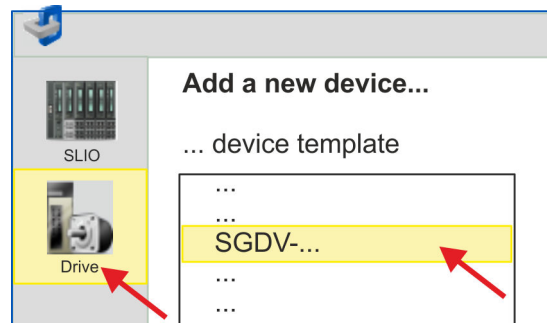 Add a new device...
SLIO
... device template
...
...
SGDV-...
Drive
...
...